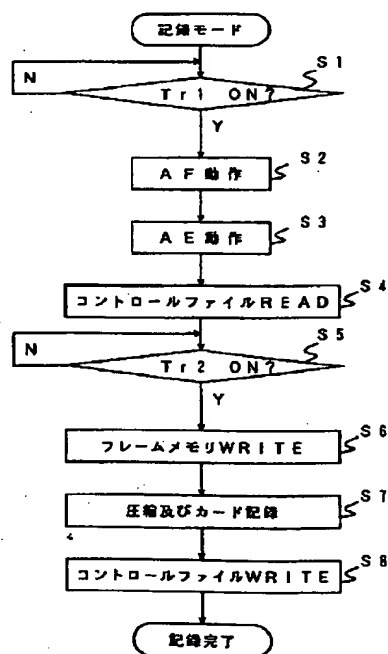 記録モード
S1
N
Tr1 ON?
Y
S2
AF動作
S3
AE動作
S4
コントロールファイルREAD
S5
N
Tr2 ON?
Y
S6
フレームメモリWRITE
S7
圧縮及びカード記録
S8
コントロールファイルWRITE
記録完了